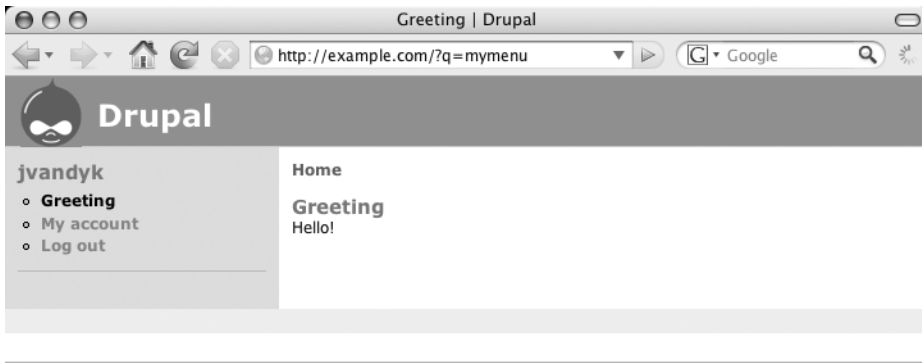 Greeting | Drupal
http://example.com/?q=mymenu
G Google
Drupal
jvandyk
Greeting
My account
Log out
Home
Greeting
Hello!